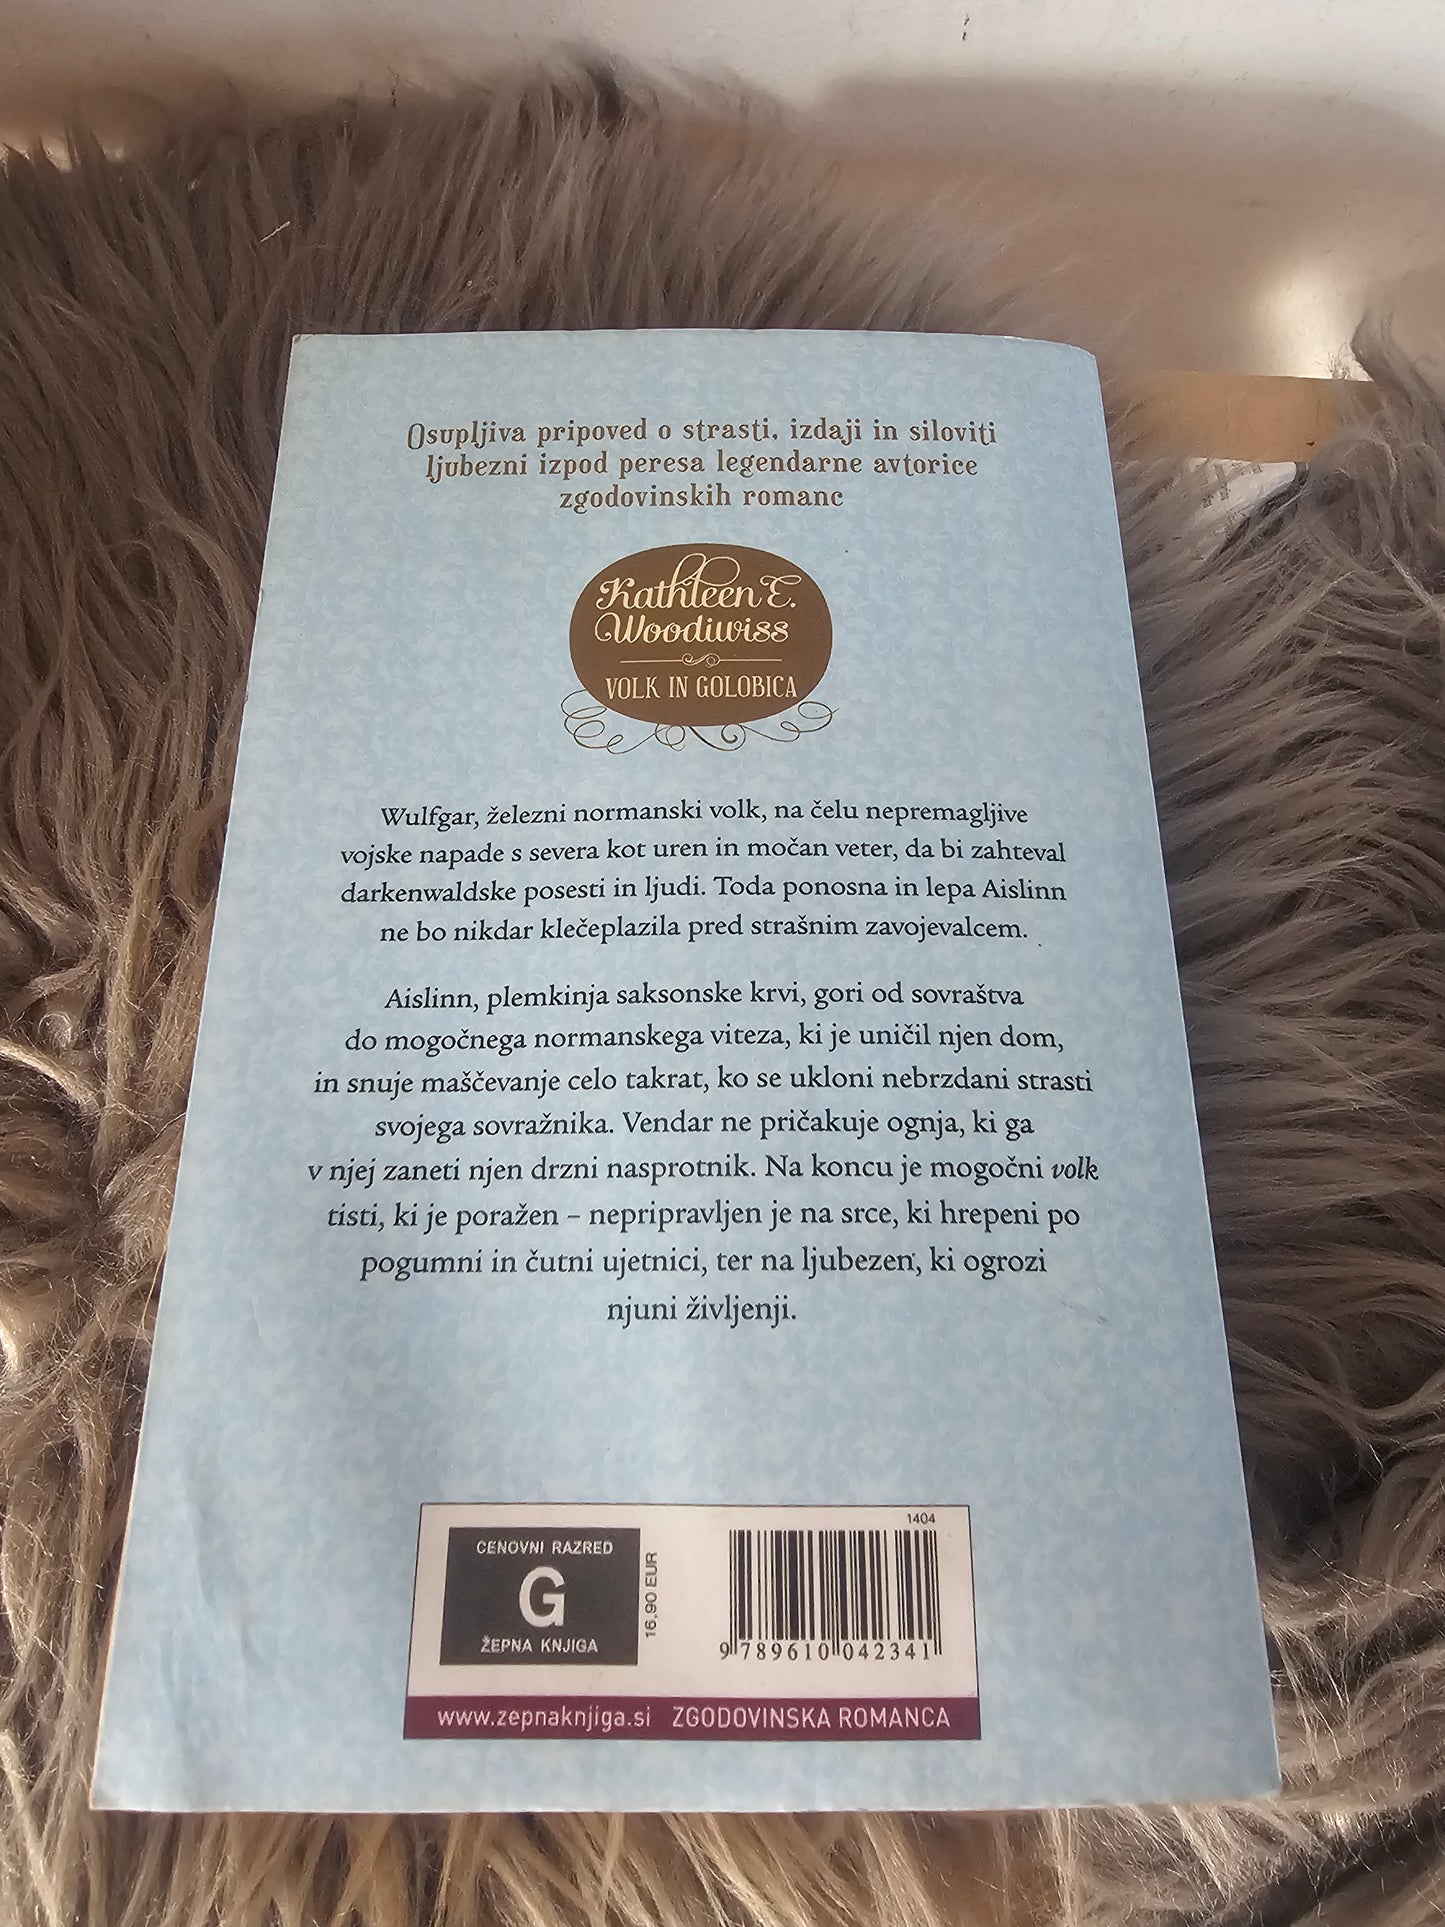 Osupljiva pripoved o strasti, izdaji in siloviti
ljubezni izpod peresa legendarne avtorice
zgodovinskih romanc
Kathleen E.
Woodiwiss
VOLK IN GOLOBICA
Wulfgar, železni normanski volk, na čelu nepremagljive
vojske napade s severa kot uren in močan veter, da bi zahteval
darkenwaldske posesti in ljudi. Toda ponosna in lepa Aislinn
ne bo nikdar klečeplazila pred strašnim zavojevalcem.
Aislinn, plemkinja saksonske krvi, gori od sovraštva
do mogočnega normanskega viteza, ki je uničil njen dom,
in snuje maščevanje celo takrat, ko se ukloni nebrzdani strasti
svojega sovražnika. Vendar ne pričakuje ognja, ki ga
v njej zaneti njen drzni nasprotnik. Na koncu je mogočni volk
tisti, ki je poražen – nepripravljen je na srce, ki hrepeni po
pogumni in čutni ujetnici, ter na ljubezen, ki ogrozi
njuni življenji.
CENOVNI RAZRED
G
ŽEPNA KNJIGA
16,90 EUR
1404
9 789610 042341
www.zepnaknjiga.si ZGODOVINSKA ROMANCA